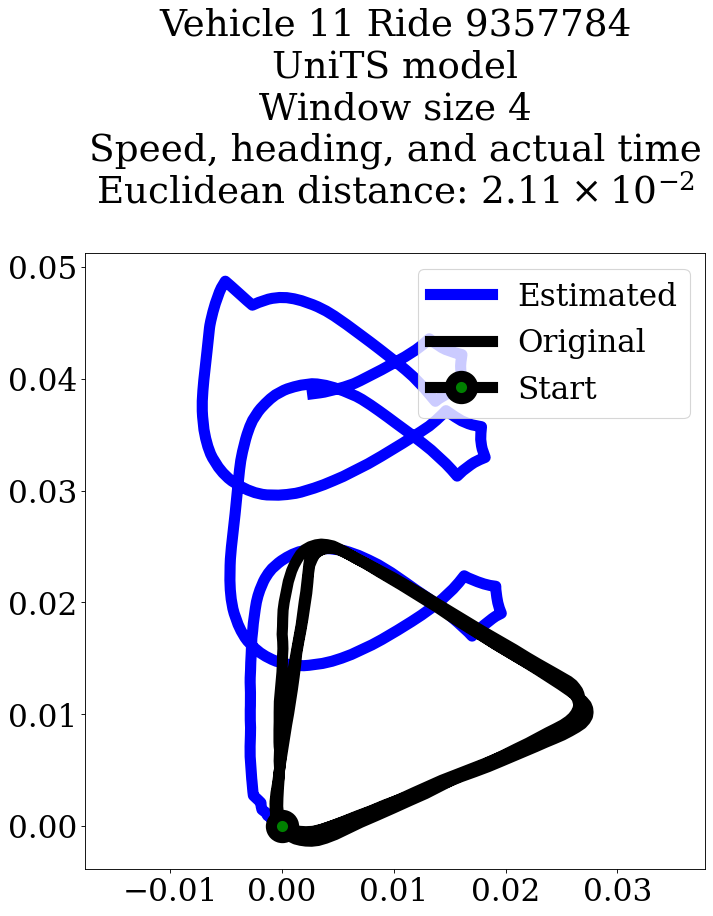 Vehicle 11 Ride 9357784
UniTS model
Window size 4
Speed, heading, and actual time
Euclidean distance: 2.11 × 10⁻²
Estimated
Original
Start
0.05
0.04
0.03
0.02
0.01
0.00
−0.01 0.00 0.01 0.02 0.03